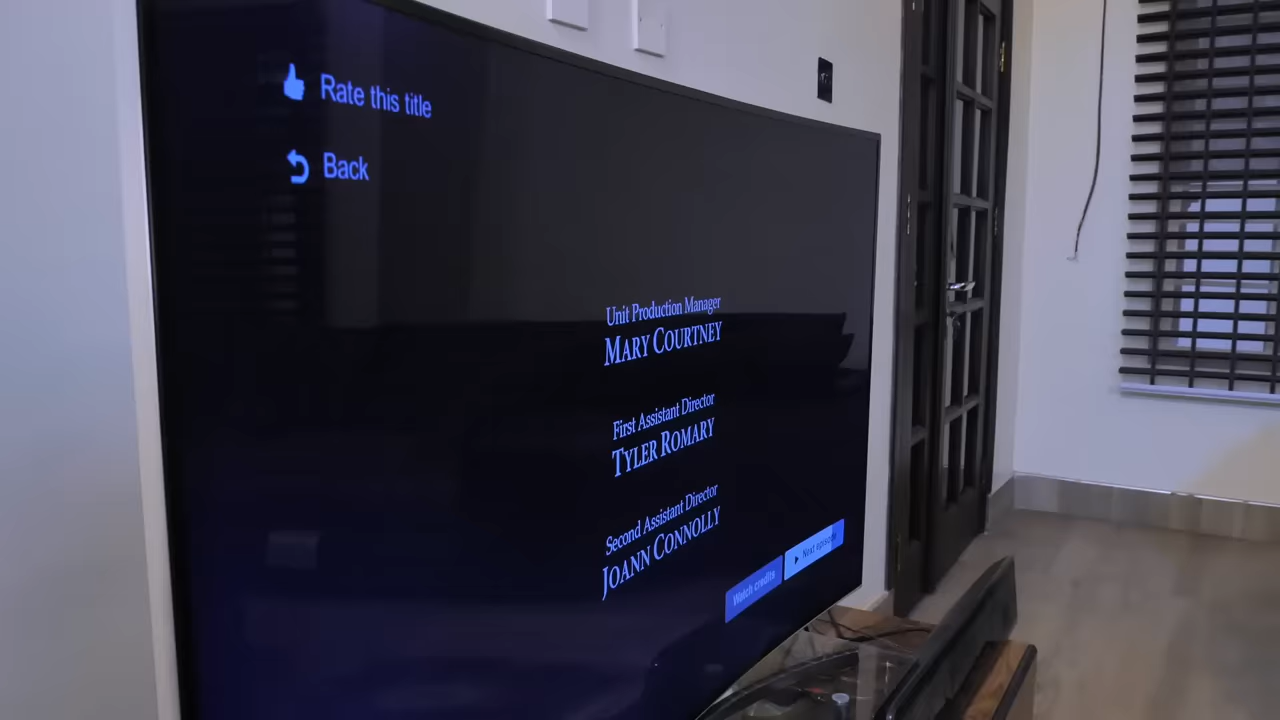 Rate this title
Back
Unit Production Manager
MARY COURTNEY
First Assistant Director
TYLER ROMARY
Second Assistant Director
JOANN CONNOLLY
Watch credits
Next episode